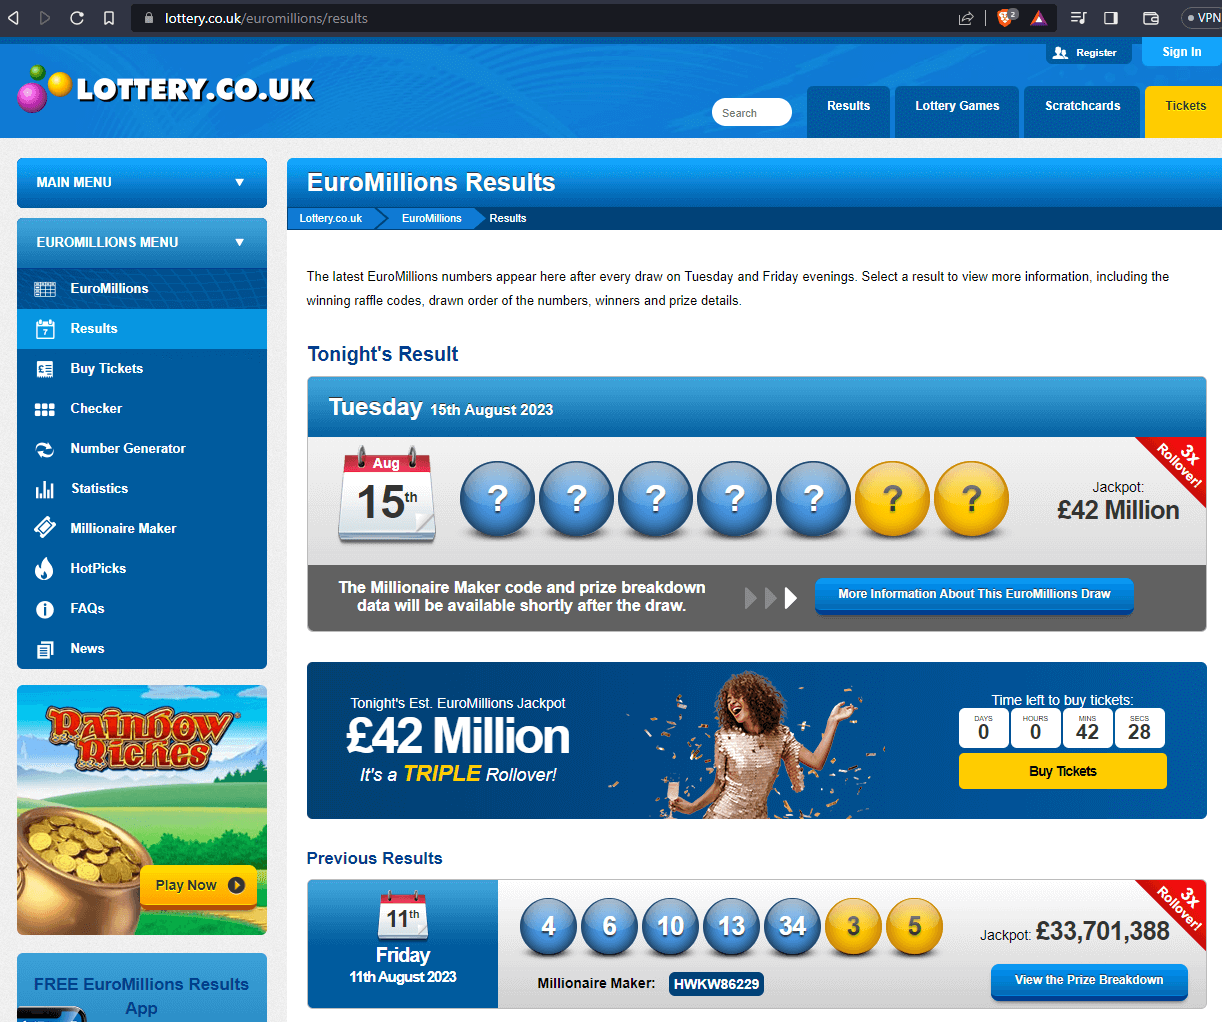 lottery.co.uk/euromillions/results
2
VPN
Register
Sign In
LOTTERY.CO.UK
Search
Results
Lottery Games
Scratchcards
Tickets
MAIN MENU
EUROMILLIONS MENU
EuroMillions
7
Results
Buy Tickets
Checker
Number Generator
Statistics
Millionaire Maker
HotPicks
FAQs
News
Rainbow
Riches
Play Now
FREE EuroMillions Results
App
EuroMillions Results
Lottery.co.uk
EuroMillions
Results
The latest EuroMillions numbers appear here after every draw on Tuesday and Friday evenings. Select a result to view more information, including the
winning raffle codes, drawn order of the numbers, winners and prize details.
Tonight's Result
Tuesday 15th August 2023
Aug
15th
? ? ? ? ? ? ?
Jackpot:
£42 Million
3x
Rollover!
The Millionaire Maker code and prize breakdown
data will be available shortly after the draw.
More Information About This EuroMillions Draw
Tonight's Est. EuroMillions Jackpot
£42 Million
It's a TRIPLE Rollover!
Time left to buy tickets:
DAYS HOURS MINS SECS
0 0 42 28
Buy Tickets
Previous Results
11th
Friday
11th August 2023
4 6 10 13 34 3 5
Millionaire Maker: HWKW86229
Jackpot: £33,701,388
3x
Rollover!
View the Prize Breakdown